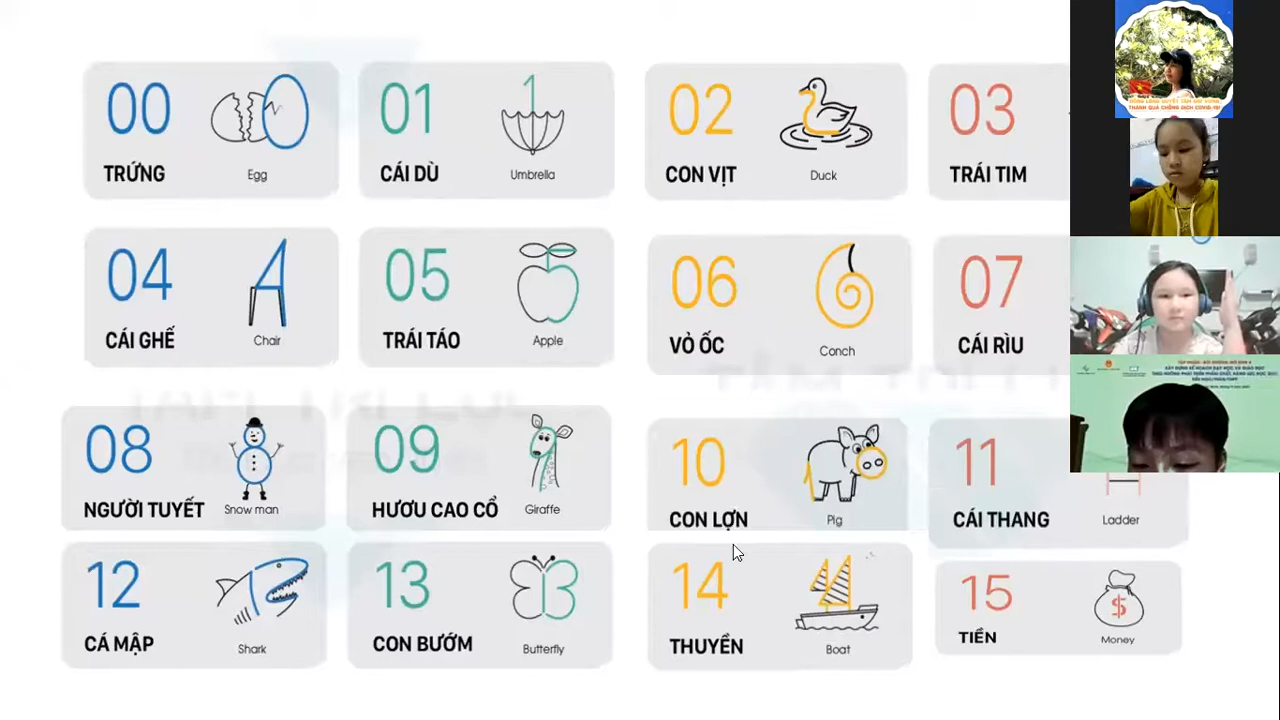 00
TRỨNG
Egg
01
CÁI DÙ
Umbrella
02
CON VỊT
Duck
03
TRÁI TIM
04
CÁI GHẾ
Chair
05
TRÁI TÁO
Apple
06
VỎ ỐC
Conch
07
CÁI RÌU
08
NGƯỜI TUYẾT
Snow man
09
HƯƠU CAO CỔ
Giraffe
10
CON LỢN
Pig
11
CÁI THANG
Ladder
12
CÁ MẬP
Shark
13
CON BƯỚM
Butterfly
14
THUYỀN
Boat
15
TIỀN
$
Money